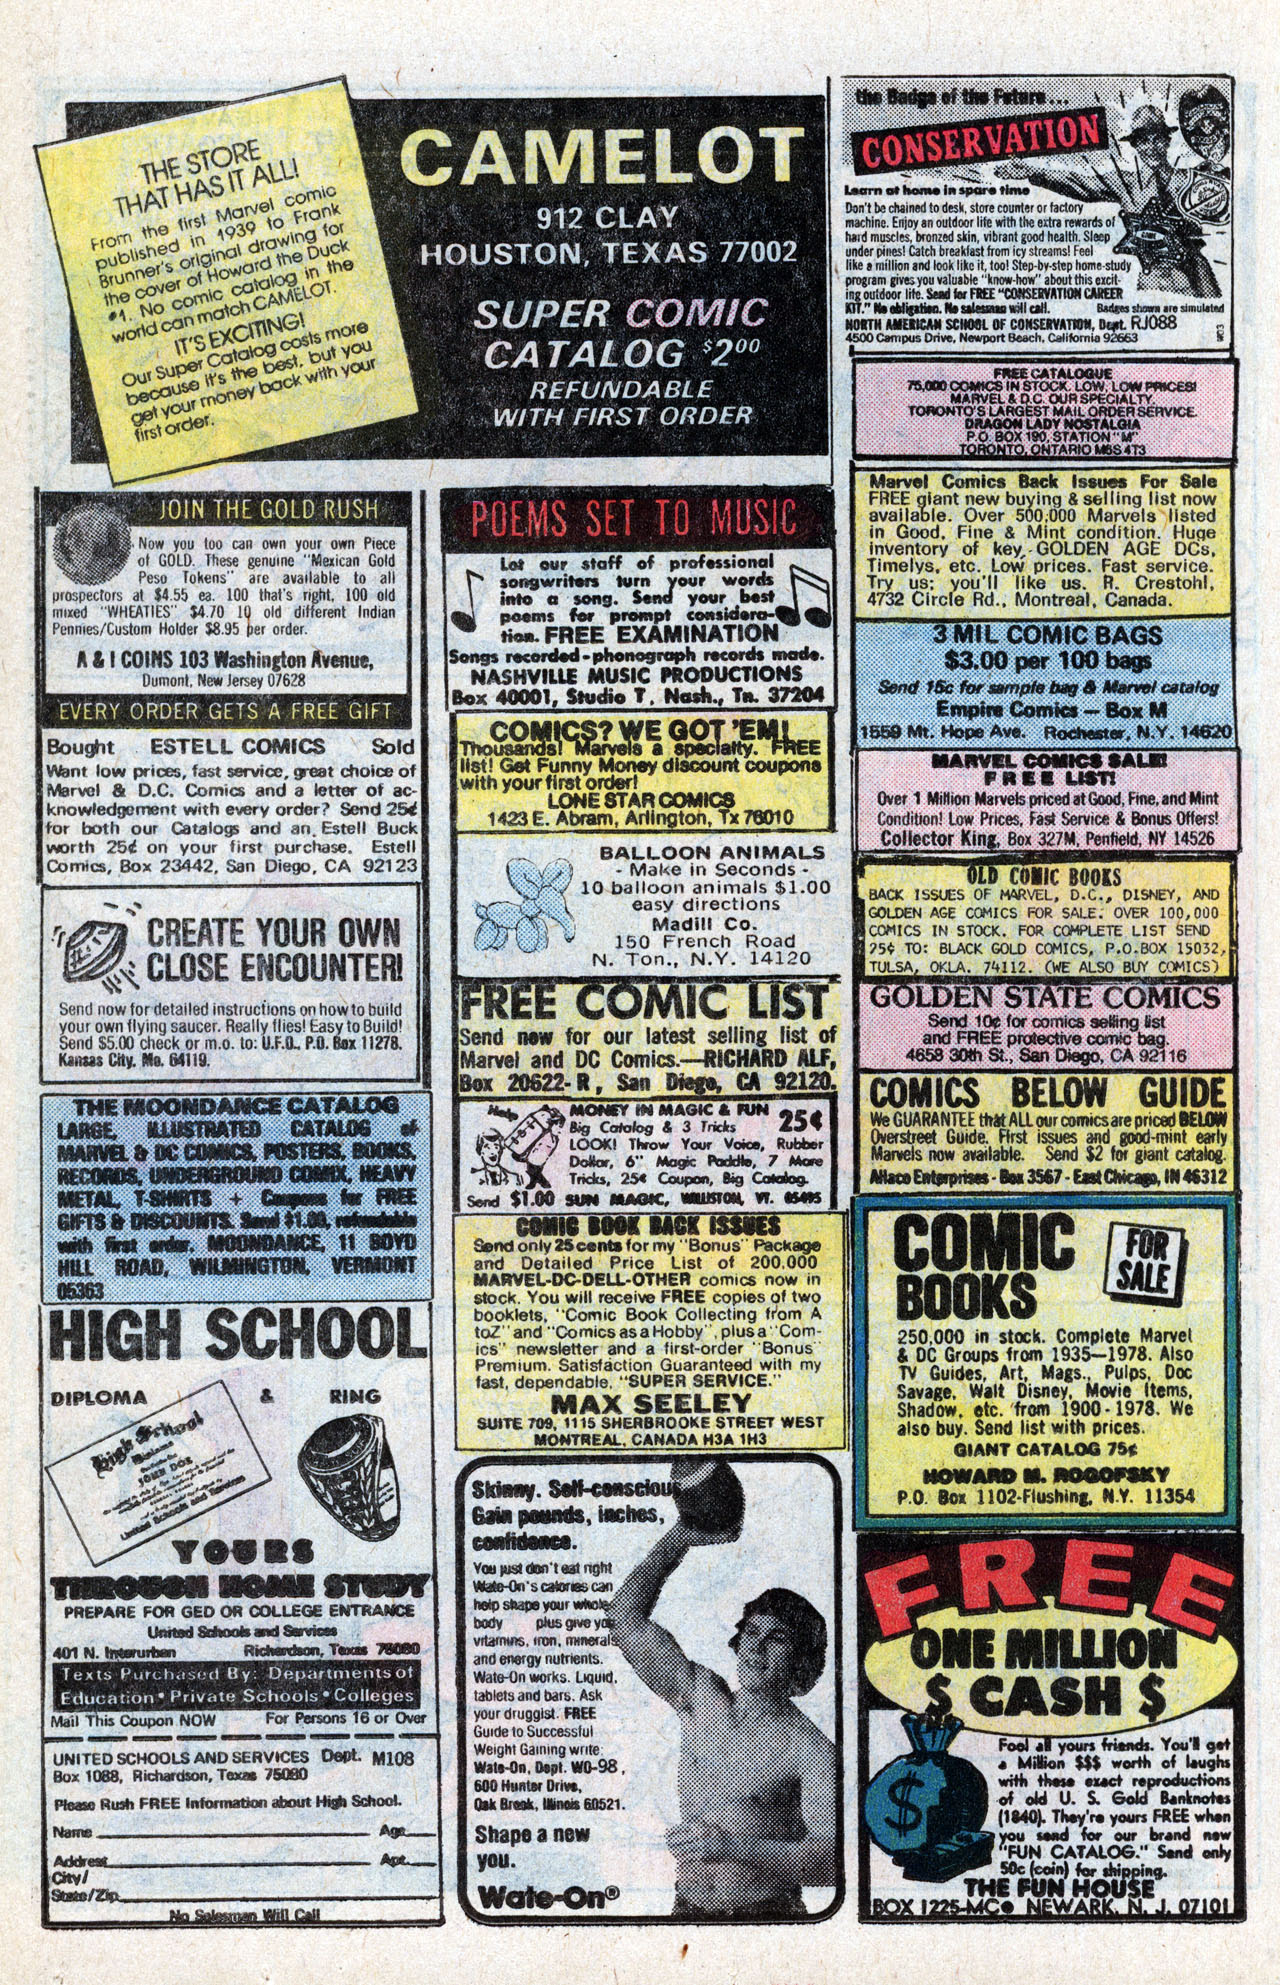 THE STORE
THAT HAS IT ALL!
From the first Marvel comic
published in 1939 to Frank
Brunner's original drawing for
the cover of Howard the Duck
#1. No comic catalog in the
world can match CAMELOT.
IT'S EXCITING!
Our Super Catalog costs more
because it's the best, but you
get your money back with your
first order.
CAMELOT
912 CLAY
HOUSTON, TEXAS 77002
SUPER COMIC
CATALOG $2.00
REFUNDABLE
WITH FIRST ORDER
JOIN THE GOLD RUSH
Now you too can own your own Piece
of GOLD. These genuine "Mexican Gold
Peso Tokens" are available to all
prospectors at $4.55 ea. 100 that's right, 100 old
mixed "WHEATIES" $4.70 10 old different Indian
Pennies/Custom Holder $8.95 per order.
A & I COINS 103 Washington Avenue,
Dumont, New Jersey 07628
EVERY ORDER GETS A FREE GIFT
Bought ESTELL COMICS Sold
Want low prices, fast service, great choice of
Marvel & D.C. Comics and a letter of ac-
knowledgement with every order? Send 25¢
for both our Catalogs and an Estell Buck
worth 25¢ on your first purchase. Estell
Comics, Box 23442, San Diego, CA 92123
CREATE YOUR OWN
CLOSE ENCOUNTER!
Send now for detailed instructions on how to build
your own flying saucer. Really flies! Easy to Build!
Send $5.00 check or m.o. to: U.F.O., P.O. Box 11278,
Kansas City, Mo. 64119.
THE MOONDANCE CATALOG
LARGE, ILLUSTRATED CATALOG of
MARVEL & DC COMICS, POSTERS, BOOKS,
RECORDS, UNDERGROUND COMIX, HEAVY
METAL, T-SHIRTS + Coupons for FREE
GIFTS & DISCOUNTS. Send $1.00, refundable
with first order. MOONDANCE, 11 BOYD
HILL ROAD, WILMINGTON, VERMONT
05363
HIGH SCHOOL
DIPLOMA & RING
High School
Diploma
JOHN DOE
United Schools and Services
YOURS
THROUGH HOME STUDY
PREPARE FOR GED OR COLLEGE ENTRANCE
United Schools and Services
401 N. Interurban Richardson, Texas 75080
Texts Purchased By: Departments of
Education • Private Schools • Colleges
Mail This Coupon NOW For Persons 16 or Over
UNITED SCHOOLS AND SERVICES Dept. M108
Box 1088, Richardson, Texas 75080
Please Rush FREE Information about High School.
Name Age
Address Apt.
City/
State/Zip
No Salesman Will Call
POEMS SET TO MUSIC
Let our staff of professional
songwriters turn your words
into a song. Send your best
poems for prompt considera-
tion. FREE EXAMINATION
Songs recorded - phonograph records made.
NASHVILLE MUSIC PRODUCTIONS
Box 40001, Studio T, Nash., Tn. 37204
COMICS? WE GOT 'EM!
Thousands! Marvels a specialty. FREE
list! Get Funny Money discount coupons
with your first order!
LONE STAR COMICS
1423 E. Abram, Arlington, Tx 76010
BALLOON ANIMALS
- Make in Seconds -
10 balloon animals $1.00
easy directions
Madill Co.
150 French Road
N. Ton., N.Y. 14120
FREE COMIC LIST
Send now for our latest selling list of
Marvel and DC Comics.—RICHARD ALF,
Box 20622-R, San Diego, CA 92120.
Help
MONEY IN MAGIC & FUN 25¢
Big Catalog & 3 Tricks
LOOK! Throw Your Voice, Rubber
Dollar, 6" Magic Paddle, 7 More
Tricks, 25¢ Coupon, Big Catalog.
Send $1.00 SUN MAGIC, WILLISTON, VT. 05495
COMIC BOOK BACK ISSUES
Send only 25 cents for my "Bonus" Package
and Detailed Price List of 200,000
MARVEL-DC-DELL-OTHER comics now in
stock. You will receive FREE copies of two
booklets, "Comic Book Collecting from A
to Z" and "Comics as a Hobby", plus a "Com-
ics" newsletter and a first-order "Bonus"
Premium. Satisfaction Guaranteed with my
fast, dependable, "SUPER SERVICE."
MAX SEELEY
SUITE 709, 1115 SHERBROOKE STREET WEST
MONTREAL, CANADA H3A 1H3
Skinny. Self-conscious
Gain pounds, inches,
confidence.
You just don't eat right
Wate-On's calories can
help shape your whole
body plus give you
vitamins, iron, minerals
and energy nutrients.
Wate-On works. Liquid,
tablets and bars. Ask
your druggist. FREE
Guide to Successful
Weight Gaining write:
Wate-On, Dept. WO-98,
600 Hunter Drive,
Oak Brook, Illinois 60521.
Shape a new
you.
Wate-On®
the Badge of the Future...
CONSERVATION
Learn at home in spare time
Don't be chained to desk, store counter or factory
machine. Enjoy an outdoor life with the extra rewards of
hard muscles, bronzed skin, vibrant good health. Sleep
under pines! Catch breakfast from icy streams! Feel
like a million and look like it, too! Step-by-step home-study
program gives you valuable "know-how" about this excit-
ing outdoor life. Send for FREE "CONSERVATION CAREER
KIT." No obligation. No salesman will call. Badges shown are simulated
NORTH AMERICAN SCHOOL OF CONSERVATION, Dept. RJ088
4500 Campus Drive, Newport Beach, California 92663
FREE CATALOGUE
75,000 COMICS IN STOCK. LOW, LOW PRICES!
MARVEL & D.C. OUR SPECIALTY.
TORONTO'S LARGEST MAIL ORDER SERVICE.
DRAGON LADY NOSTALGIA
P.O. BOX 190, STATION "M"
TORONTO, ONTARIO M6S 4T3
Marvel Comics Back Issues For Sale
FREE giant new buying & selling list now
available. Over 500,000 Marvels listed
in Good, Fine & Mint condition. Huge
inventory of key GOLDEN AGE DCs,
Timelys, etc. Low prices. Fast service.
Try us; you'll like us. R. Crestohl,
4732 Circle Rd., Montreal, Canada.
3 MIL COMIC BAGS
$3.00 per 100 bags
Send 15¢ for sample bag & Marvel catalog
Empire Comics — Box M
1559 Mt. Hope Ave. Rochester, N.Y. 14620
MARVEL COMICS SALE!
FREE LIST!
Over 1 Million Marvels priced at Good, Fine, and Mint
Condition! Low Prices, Fast Service & Bonus Offers!
Collector King, Box 327M, Penfield, NY 14526
OLD COMIC BOOKS
BACK ISSUES OF MARVEL, D.C., DISNEY, AND
GOLDEN AGE COMICS FOR SALE. OVER 100,000
COMICS IN STOCK. FOR COMPLETE LIST SEND
75¢ TO: BLACK GOLD COMICS, P.O.BOX 15032,
TULSA, OKLA. 74112. (WE ALSO BUY COMICS)
GOLDEN STATE COMICS
Send 10¢ for comics selling list
and FREE protective comic bag.
4658 30th St., San Diego, CA 92116
COMICS BELOW GUIDE
We GUARANTEE that ALL our comics are priced BELOW
Overstreet Guide. First issues and good-mint early
Marvels now available. Send $2 for giant catalog.
Allaco Enterprises - Box 3567 - East Chicago, IN 46312
COMIC
BOOKS
FOR
SALE
250,000 in stock. Complete Marvel
& DC Groups from 1935—1978. Also
TV Guides, Art, Mags., Pulps, Doc
Savage, Walt Disney, Movie Items,
Shadow, etc. from 1900-1978. We
also buy. Send list with prices.
GIANT CATALOG 75¢
HOWARD M. ROGOFSKY
P.O. Box 1102-Flushing, N.Y. 11354
FREE
ONE MILLION
$ CASH $
Fool all yours friends. You'll get
a Million $$$ worth of laughs
with these exact reproductions
of old U. S. Gold Banknotes
(1840). They're yours FREE when
you send for our brand new
"FUN CATALOG." Send only
50c (coin) for shipping.
THE FUN HOUSE
BOX 1225-MC● NEWARK, N. J. 07101